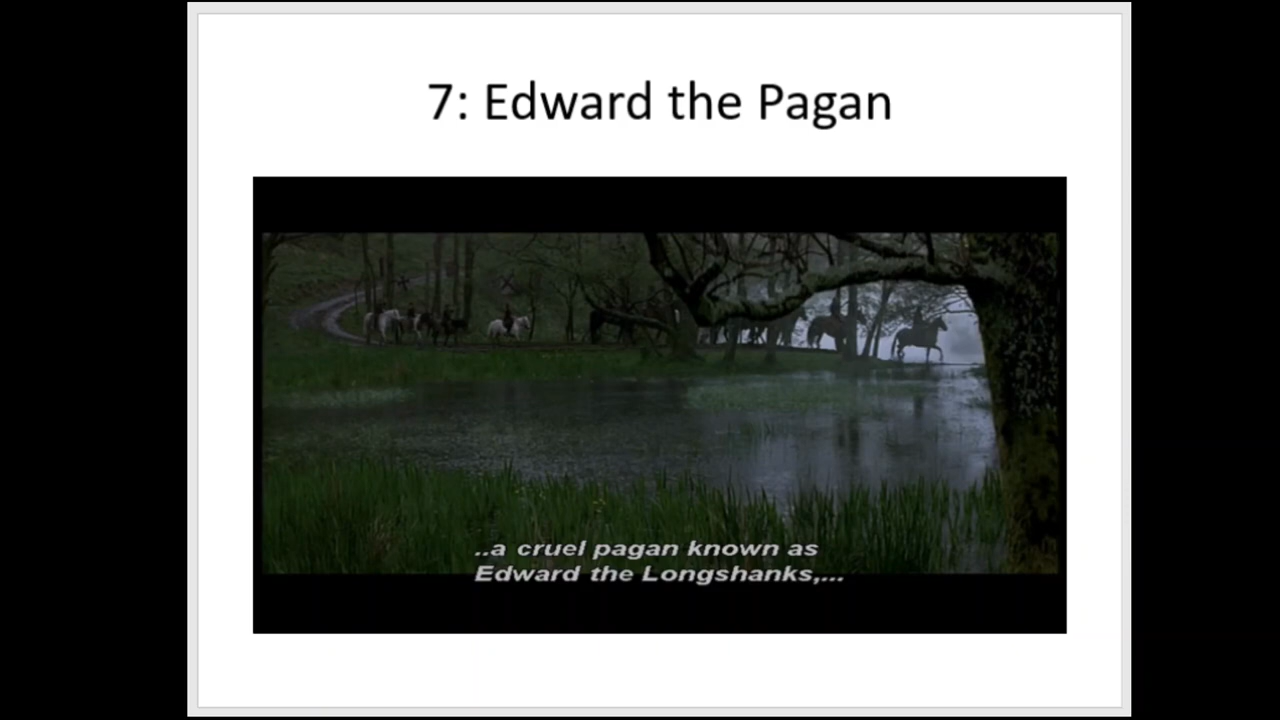 7: Edward the Pagan
..a cruel pagan known as
Edward the Longshanks,...